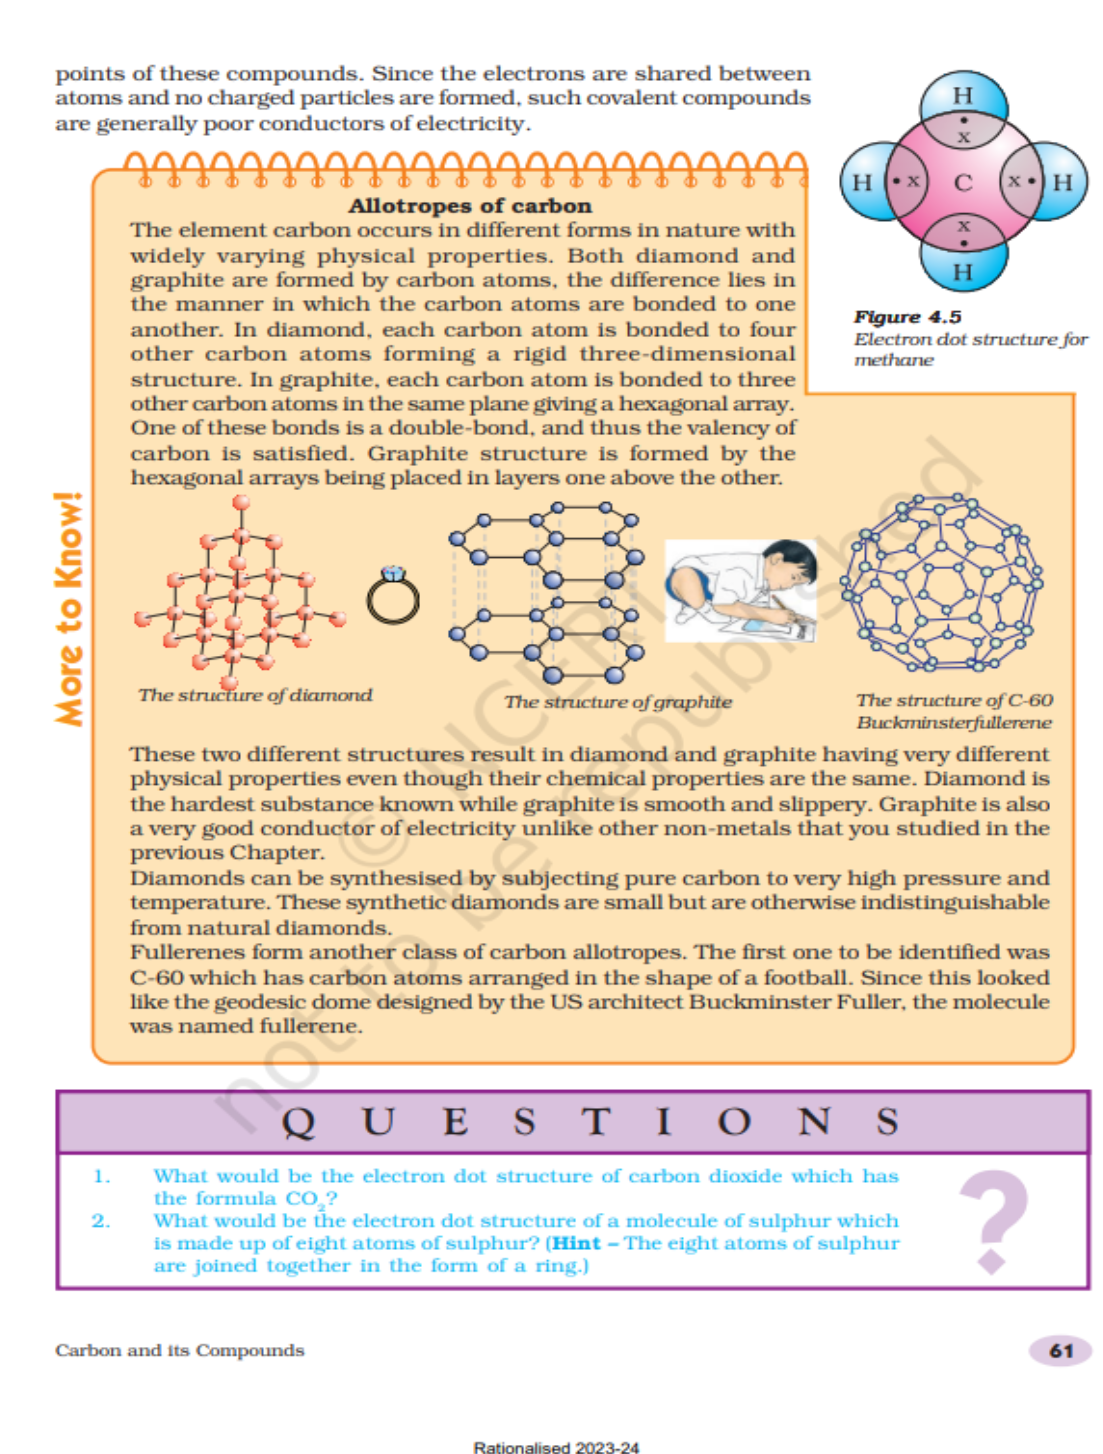 points of these compounds. Since the electrons are shared between
atoms and no charged particles are formed, such covalent compounds
are generally poor conductors of electricity.
H
x
H
x
C
x
H
x
H
Figure 4.5
Electron dot structure for
methane
More to Know!
Allotropes of carbon
The element carbon occurs in different forms in nature with
widely varying physical properties. Both diamond and
graphite are formed by carbon atoms, the difference lies in
the manner in which the carbon atoms are bonded to one
another. In diamond, each carbon atom is bonded to four
other carbon atoms forming a rigid three-dimensional
structure. In graphite, each carbon atom is bonded to three
other carbon atoms in the same plane giving a hexagonal array.
One of these bonds is a double-bond, and thus the valency of
carbon is satisfied. Graphite structure is formed by the
hexagonal arrays being placed in layers one above the other.
The structure of diamond
The structure of graphite
The structure of C-60
Buckminsterfullerene
These two different structures result in diamond and graphite having very different
physical properties even though their chemical properties are the same. Diamond is
the hardest substance known while graphite is smooth and slippery. Graphite is also
a very good conductor of electricity unlike other non-metals that you studied in the
previous Chapter.
Diamonds can be synthesised by subjecting pure carbon to very high pressure and
temperature. These synthetic diamonds are small but are otherwise indistinguishable
from natural diamonds.
Fullerenes form another class of carbon allotropes. The first one to be identified was
C-60 which has carbon atoms arranged in the shape of a football. Since this looked
like the geodesic dome designed by the US architect Buckminster Fuller, the molecule
was named fullerene.
© NCERT
not to be republished
QUESTIONS
1. What would be the electron dot structure of carbon dioxide which has
the formula CO₂?
2. What would be the electron dot structure of a molecule of sulphur which
is made up of eight atoms of sulphur? (Hint – The eight atoms of sulphur
are joined together in the form of a ring.)
?
Carbon and its Compounds
61
Rationalised 2023-24